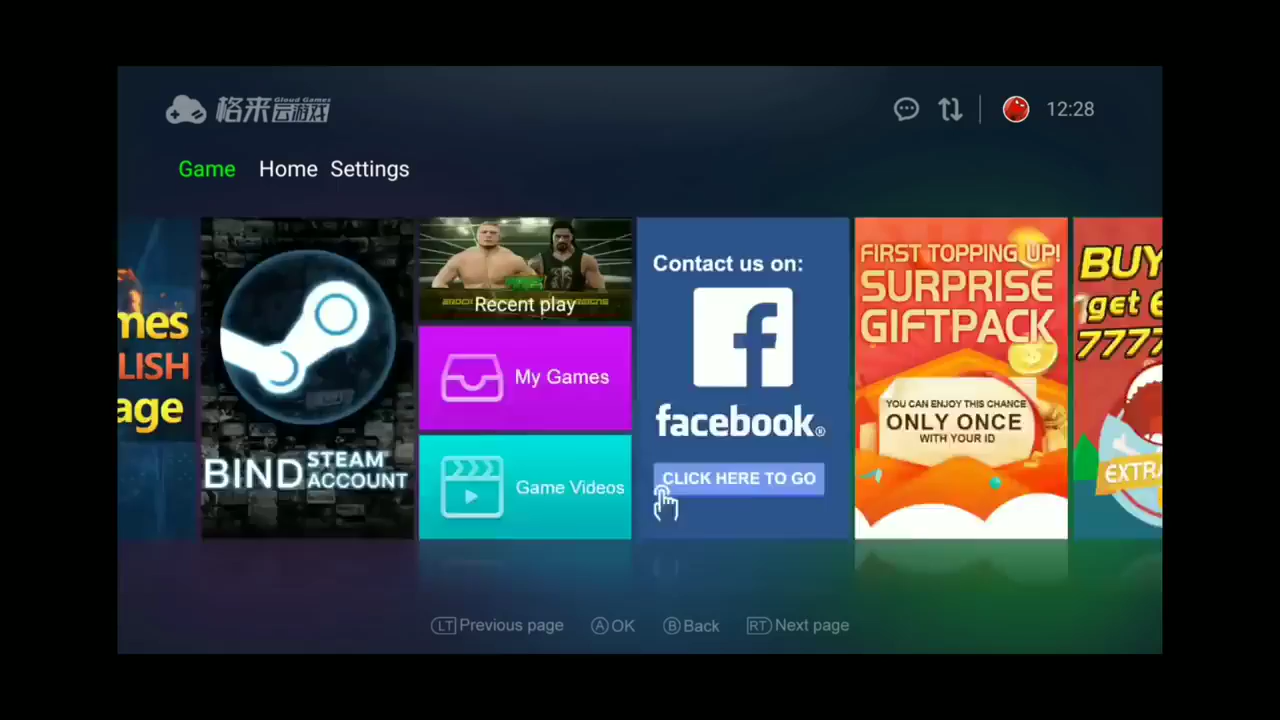 格来云游戏
Gloud Games
12:28
Game
Home
Settings
mes
LISH
age
BIND STEAM
ACCOUNT
Recent play
My Games
Game Videos
Contact us on:
f
facebook®
CLICK HERE TO GO
FIRST TOPPING UP!
SURPRISE
GIFTPACK
YOU CAN ENJOY THIS CHANCE
ONLY ONCE
WITH YOUR ID
BUY
get
7777
EXTRA
LT Previous page
A OK
B Back
RT Next page